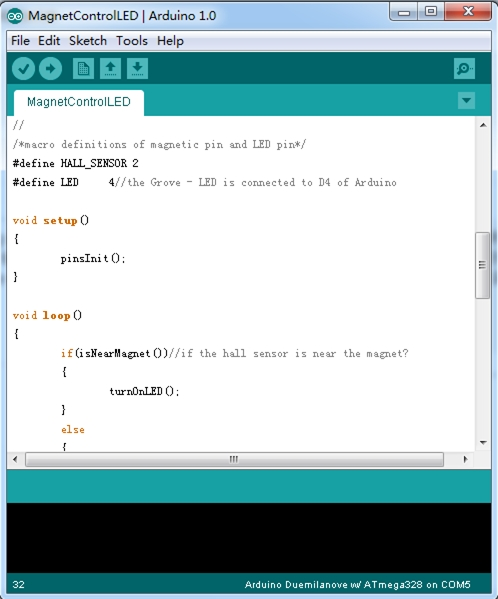 MagnetControlLED | Arduino 1.0
File Edit Sketch Tools Help
MagnetControlLED
//
/*macro definitions of magnetic pin and LED pin*/
#define HALL_SENSOR 2
#define LED 4//the Grove - LED is connected to D4 of Arduino
void setup()
{
pinsInit();
}
void loop()
{
if(isNearMagnet())//if the hall sensor is near the magnet?
{
turnOnLED();
}
else
{
32
Arduino Duemilanove w/ ATmega328 on COM5